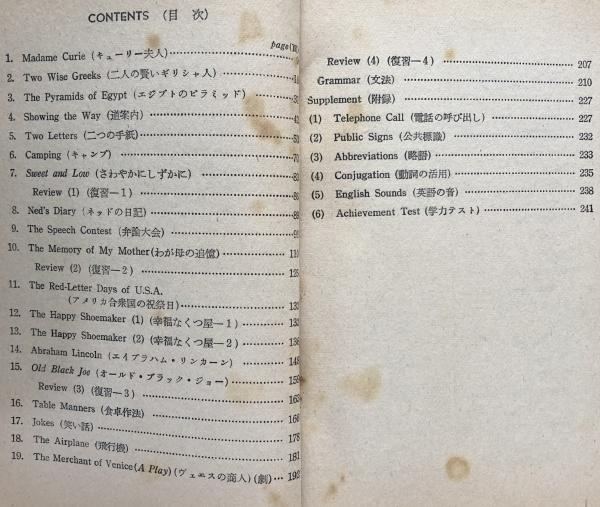 CONTENTS (目 次)
page(頁)
1. Madame Curie (キューリー夫人)
2. Two Wise Greeks (二人の賢いギリシャ人)
3. The Pyramids of Egypt (エジプトのピラミッド)
4. Showing the Way (道案内)
5. Two Letters (二つの手紙)
6. Camping (キャンプ)
7. Sweet and Low (さわやかにしずかに)
Review (1) (復習—1)
8. Ned's Diary (ネッドの日記)
9. The Speech Contest (弁論大会)
10. The Memory of My Mother(わが母の追憶)
Review (2) (復習—2)
11. The Red-Letter Days of U.S.A.
(アメリカ合衆国の祝祭日)
12. The Happy Shoemaker (1) (幸福なくつ屋—1)
13. The Happy Shoemaker (2) (幸福なくつ屋—2)
14. Abraham Lincoln (エイブラハム・リンカーン)
15. Old Black Joe (オールド・ブラック・ジョー)
Review (3) (復習—3)
16. Table Manners (食卓作法)
17. Jokes (笑い話) 178
18. The Airplane (飛行機) 181
19. The Merchant of Venice(A Play)(ヴェニスの商人)(劇) 192
Review (4) (復習—4) 207
Grammar (文法) 210
Supplement (附録) 227
(1) Telephone Call (電話の呼び出し) 227
(2) Public Signs (公共標識) 232
(3) Abbreviations (略語) 233
(4) Conjugation (動詞の活用) 235
(5) English Sounds (英語の音) 238
(6) Achievement Test (学力テスト) 241